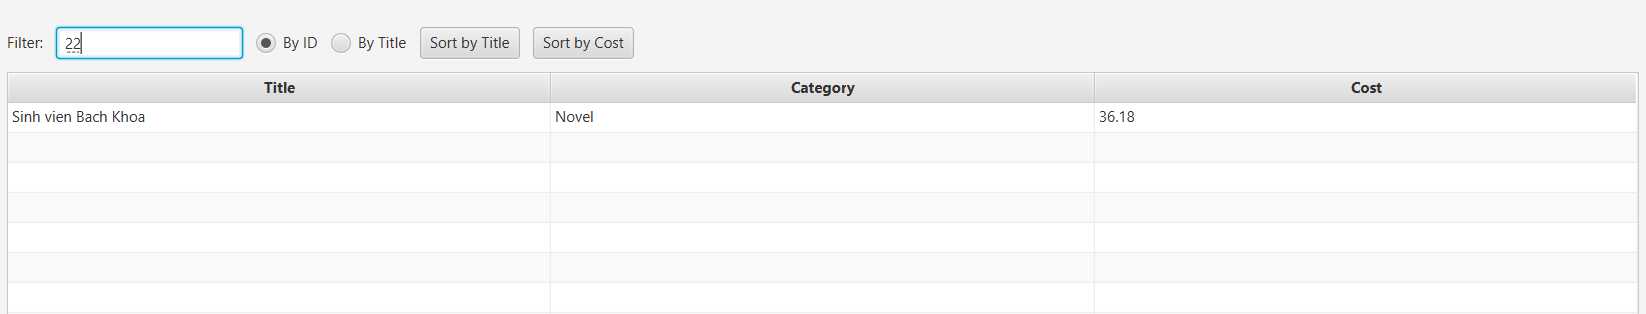 Filter: 22 By ID By Title Sort by Title Sort by Cost
Title Category Cost
Sinh vien Bach Khoa Novel 36.18